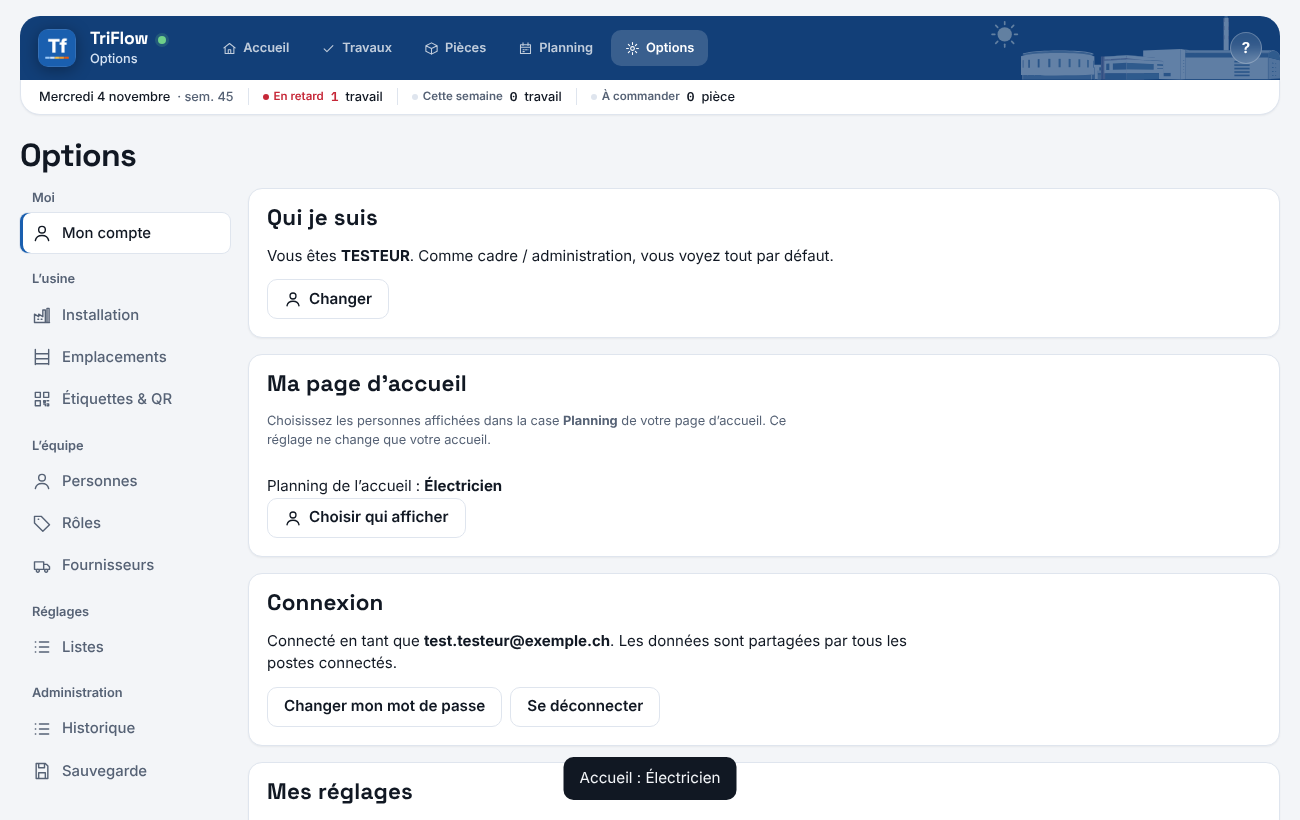 Tf
TriFlow
Options
Accueil
Travaux
Pièces
Planning
Options
?
Mercredi 4 novembre · sem. 45
En retard 1 travail
Cette semaine 0 travail
À commander 0 pièce
Options
Moi
Mon compte
L’usine
Installation
Emplacements
Étiquettes & QR
L’équipe
Personnes
Rôles
Fournisseurs
Réglages
Listes
Administration
Historique
Sauvegarde
Qui je suis
Vous êtes TESTEUR. Comme cadre / administration, vous voyez tout par défaut.
Changer
Ma page d’accueil
Choisissez les personnes affichées dans la case Planning de votre page d’accueil. Ce
réglage ne change que votre accueil.
Planning de l’accueil : Électricien
Choisir qui afficher
Connexion
Connecté en tant que test.testeur@exemple.ch. Les données sont partagées par tous les
postes connectés.
Changer mon mot de passe
Se déconnecter
Mes réglages
Accueil : Électricien